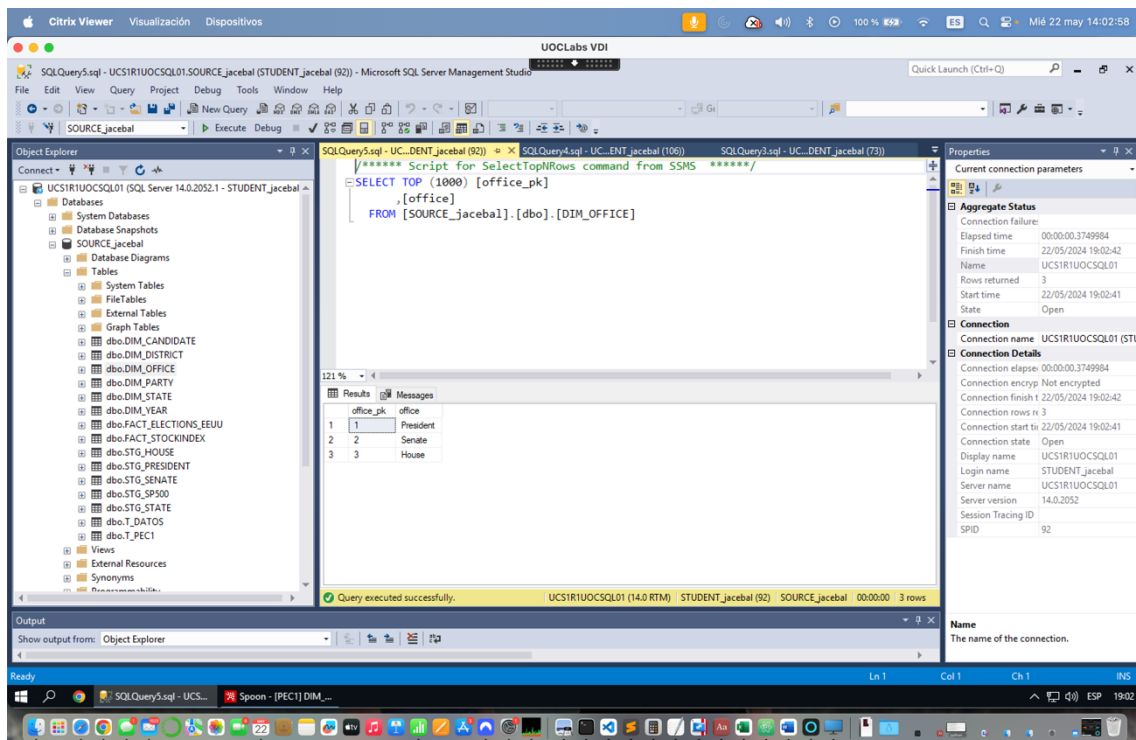 Citrix Viewer Visualización Dispositivos 100 % ES Mié 22 may 14:02:58
UOCLabs VDI
SQLQuery5.sql - UCS1R1UOCSQL01.SOURCE_jacebal (STUDENT_jacebal (92)) - Microsoft SQL Server Management Studio Quick Launch (Ctrl+Q)
File Edit View Query Project Debug Tools Window Help
New Query
SOURCE_jacebal Execute Debug
Object Explorer
Connect
UCS1R1UOCSQL01 (SQL Server 14.0.2052.1 - STUDENT_jacebal
Databases
System Databases
Database Snapshots
SOURCE_jacebal
Database Diagrams
Tables
System Tables
FileTables
External Tables
Graph Tables
dbo.DIM_CANDIDATE
dbo.DIM_DISTRICT
dbo.DIM_OFFICE
dbo.DIM_PARTY
dbo.DIM_STATE
dbo.DIM_YEAR
dbo.FACT_ELECTIONS_EEUU
dbo.FACT_STOCKINDEX
dbo.STG_HOUSE
dbo.STG_PRESIDENT
dbo.STG_SENATE
dbo.STG_SP500
dbo.STG_STATE
dbo.T_DATOS
dbo.T_PEC1
Views
External Resources
Synonyms
Programmability
SQLQuery5.sql - UC...DENT_jacebal (92)) SQLQuery4.sql - UC...ENT_jacebal (106)) SQLQuery3.sql - UC...DENT_jacebal (73))
/****** Script for SelectTopNRows command from SSMS ******/
SELECT TOP (1000) [office_pk]
,[office]
FROM [SOURCE_jacebal].[dbo].[DIM_OFFICE]
121 %
Results Messages
office_pk office
1 1 President
2 2 Senate
3 3 House
Query executed successfully. UCS1R1UOCSQL01 (14.0 RTM) STUDENT_jacebal (92) SOURCE_jacebal 00:00:00 3 rows
Properties
Current connection parameters
Aggregate Status
Connection failures
Elapsed time 00:00:00.3749984
Finish time 22/05/2024 19:02:42
Name UCS1R1UOCSQL01
Rows returned 3
Start time 22/05/2024 19:02:41
State Open
Connection
Connection name UCS1R1UOCSQL01 (STU
Connection Details
Connection elapse 00:00:00.3749984
Connection encryp Not encrypted
Connection finish t 22/05/2024 19:02:42
Connection rows re 3
Connection start tir 22/05/2024 19:02:41
Connection state Open
Display name UCS1R1UOCSQL01
Login name STUDENT_jacebal
Server name UCS1R1UOCSQL01
Server version 14.0.2052
Session Tracing ID
SPID 92
Name
The name of the connection.
Output
Show output from: Object Explorer
Ready Ln 1 Col 1 Ch 1 INS
SQLQuery5.sql - UCS... Spoon - [PEC1] DIM_... ESP 19:02